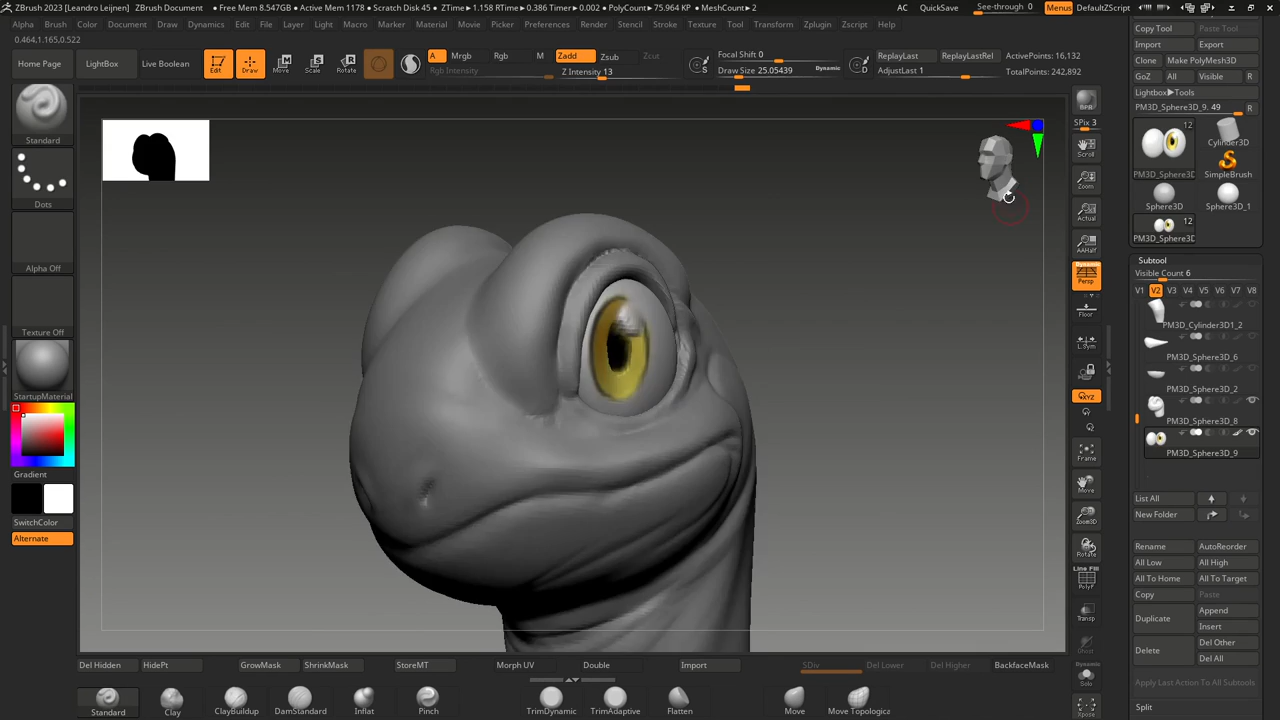 ZBrush 2023 [Leandro Leijnen] ZBrush Document • Free Mem 8.547GB • Active Mem 1178 • Scratch Disk 45 • ZTime▸1.158 RTime▸0.386 Timer▸0.002 • PolyCount▸75.964 KP • MeshCount▸2 AC QuickSave See-through 0 Menus DefaultZScript
Alpha Brush Color Document Draw Dynamics Edit File Layer Light Macro Marker Material Movie Picker Preferences Render Stencil Stroke Texture Tool Transform Zplugin Zscript Help
0.464,1.165,0.522
Home Page LightBox Live Boolean Edit Draw Move Scale Rotate
A Mrgb Rgb M Zadd Zsub Zcut
Rgb Intensity Z Intensity 13
Focal Shift 0
Draw Size 25.05439 Dynamic
S D
ReplayLast ReplayLastRel ActivePoints: 16,132
AdjustLast 1 TotalPoints: 242,892
Standard
Dots
Alpha Off
Texture Off
StartupMaterial
Gradient
SwitchColor
Alternate
BPR
SPix 3
Scroll
Zoom
Actual
AAHalf
Dynamic
Persp
Floor
L.Sym
XYZ
Frame
Move
Zoom3D
Rotate
Line Fill
PolyF
Transp
Ghost
Dynamic
Solo
Xpose
Copy Tool Paste Tool
Import Export
Clone Make PolyMesh3D
GoZ All Visible R
Lightbox▸Tools
PM3D_Sphere3D_9. 49 R
12
PM3D_Sphere3D Cylinder3D
SimpleBrush
Sphere3D Sphere3D_1
12
PM3D_Sphere3D
Subtool
Visible Count 6
V1 V2 V3 V4 V5 V6 V7 V8
PM3D_Cylinder3D1_2
PM3D_Sphere3D_6
PM3D_Sphere3D_2
PM3D_Sphere3D_8
PM3D_Sphere3D_9
List All
New Folder
Rename AutoReorder
All Low All High
All To Home All To Target
Copy Paste
Duplicate Append
Insert
Delete Del Other
Del All
Apply Last Action To All Subtools
Split
Del Hidden HidePt GrowMask ShrinkMask StoreMT Morph UV Double Import SDiv Del Lower Del Higher BackfaceMask
Standard Clay ClayBuildup DamStandard Inflat Pinch TrimDynamic TrimAdaptive Flatten Move Move Topologica